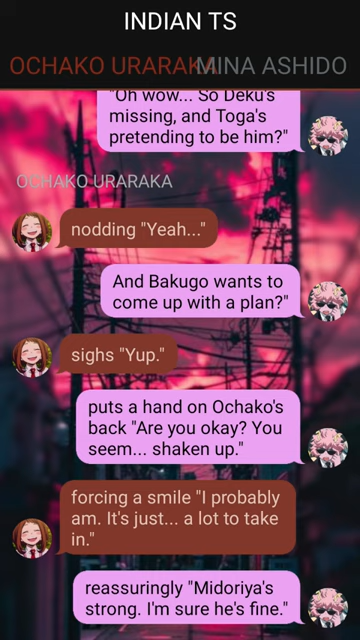 INDIAN TS
OCHAKO URARAKA
MINA ASHIDO
"Oh wow... So Deku's
missing, and Toga's
pretending to be him?"
OCHAKO URARAKA
nodding "Yeah..."
And Bakugo wants to
come up with a plan?"
sighs "Yup."
puts a hand on Ochako's
back "Are you okay? You
seem... shaken up."
forcing a smile "I probably
am. It's just... a lot to take
in."
reassuringly "Midoriya's
strong. I'm sure he's fine."